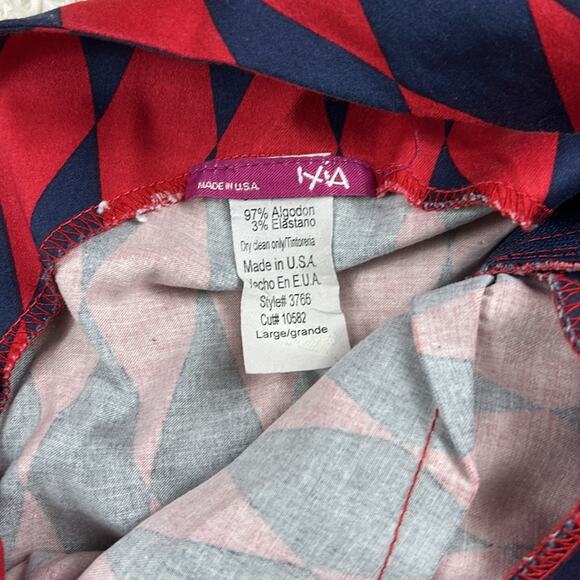 MADE IN U.S.A.
IXIA
97% Algodon
3% Elastano
Dry clean only/Tintoreria
Made in U.S.A.
Hecho En E.U.A.
Style# 3766
Cut# 10582
Large/grande